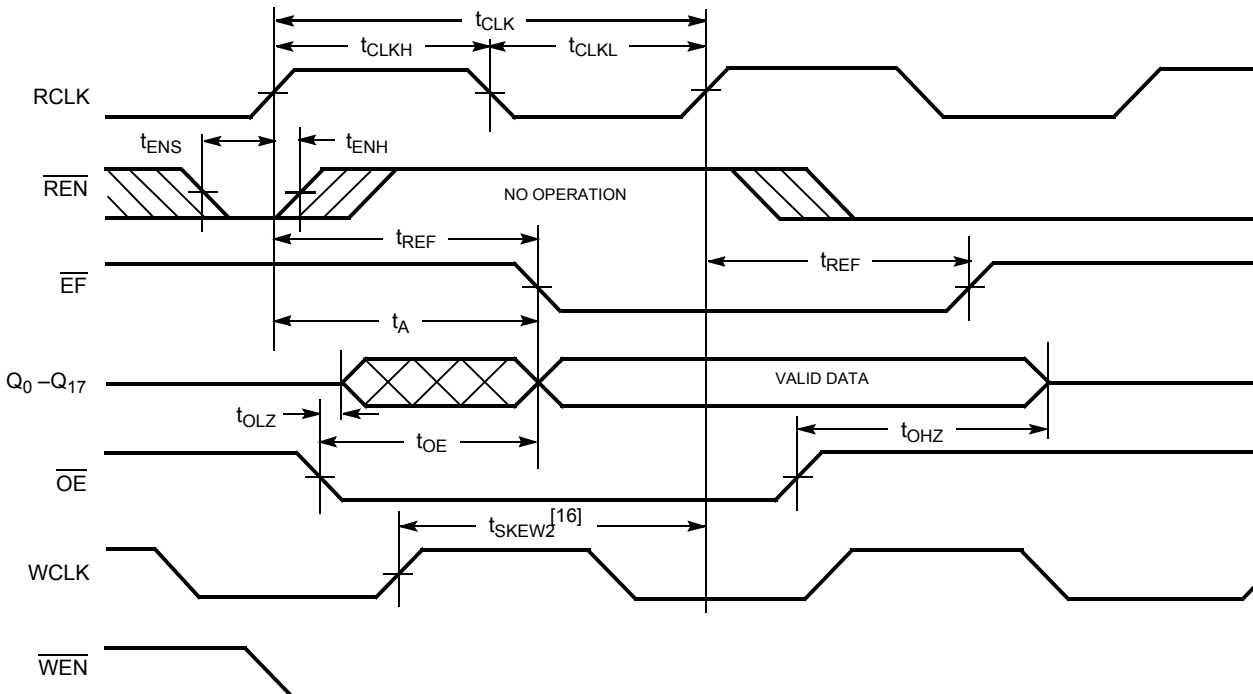 tCLK
tCLKH tCLKL
RCLK
tENS tENH
REN
NO OPERATION
tREF
tREF
EF
tA
Q0 –Q17
VALID DATA
tOLZ
tOE
tOHZ
OE
tSKEW2[16]
WCLK
WEN